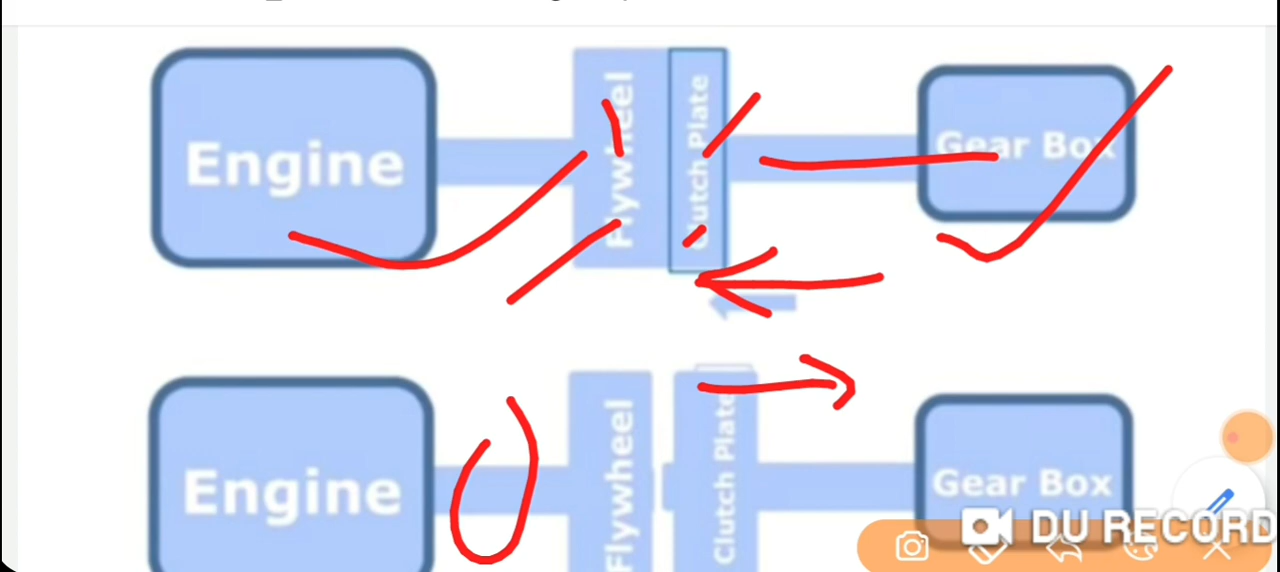 Engine
Flywheel
Clutch Plate
Gear Box
Engine
Flywheel
Clutch Plate
Gear Box
DU RECORD